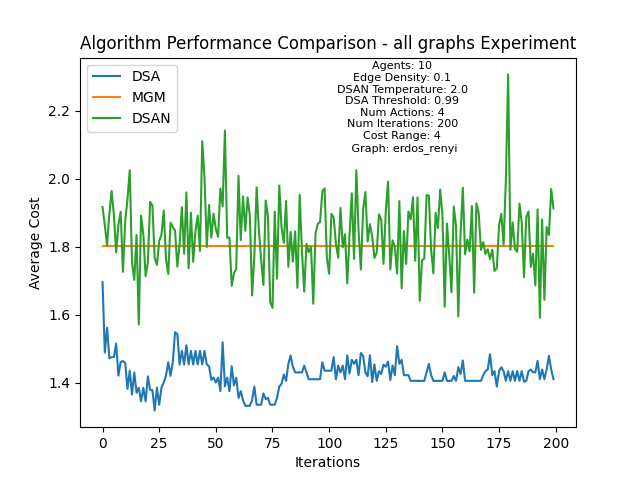 Algorithm Performance Comparison - all graphs Experiment
DSA
MGM
DSAN
Agents: 10
Edge Density: 0.1
DSAN Temperature: 2.0
DSA Threshold: 0.99
Num Actions: 4
Num Iterations: 200
Cost Range: 4
Graph: erdos_renyi
Average Cost
2.2
2.0
1.8
1.6
1.4
0 25 50 75 100 125 150 175 200
Iterations